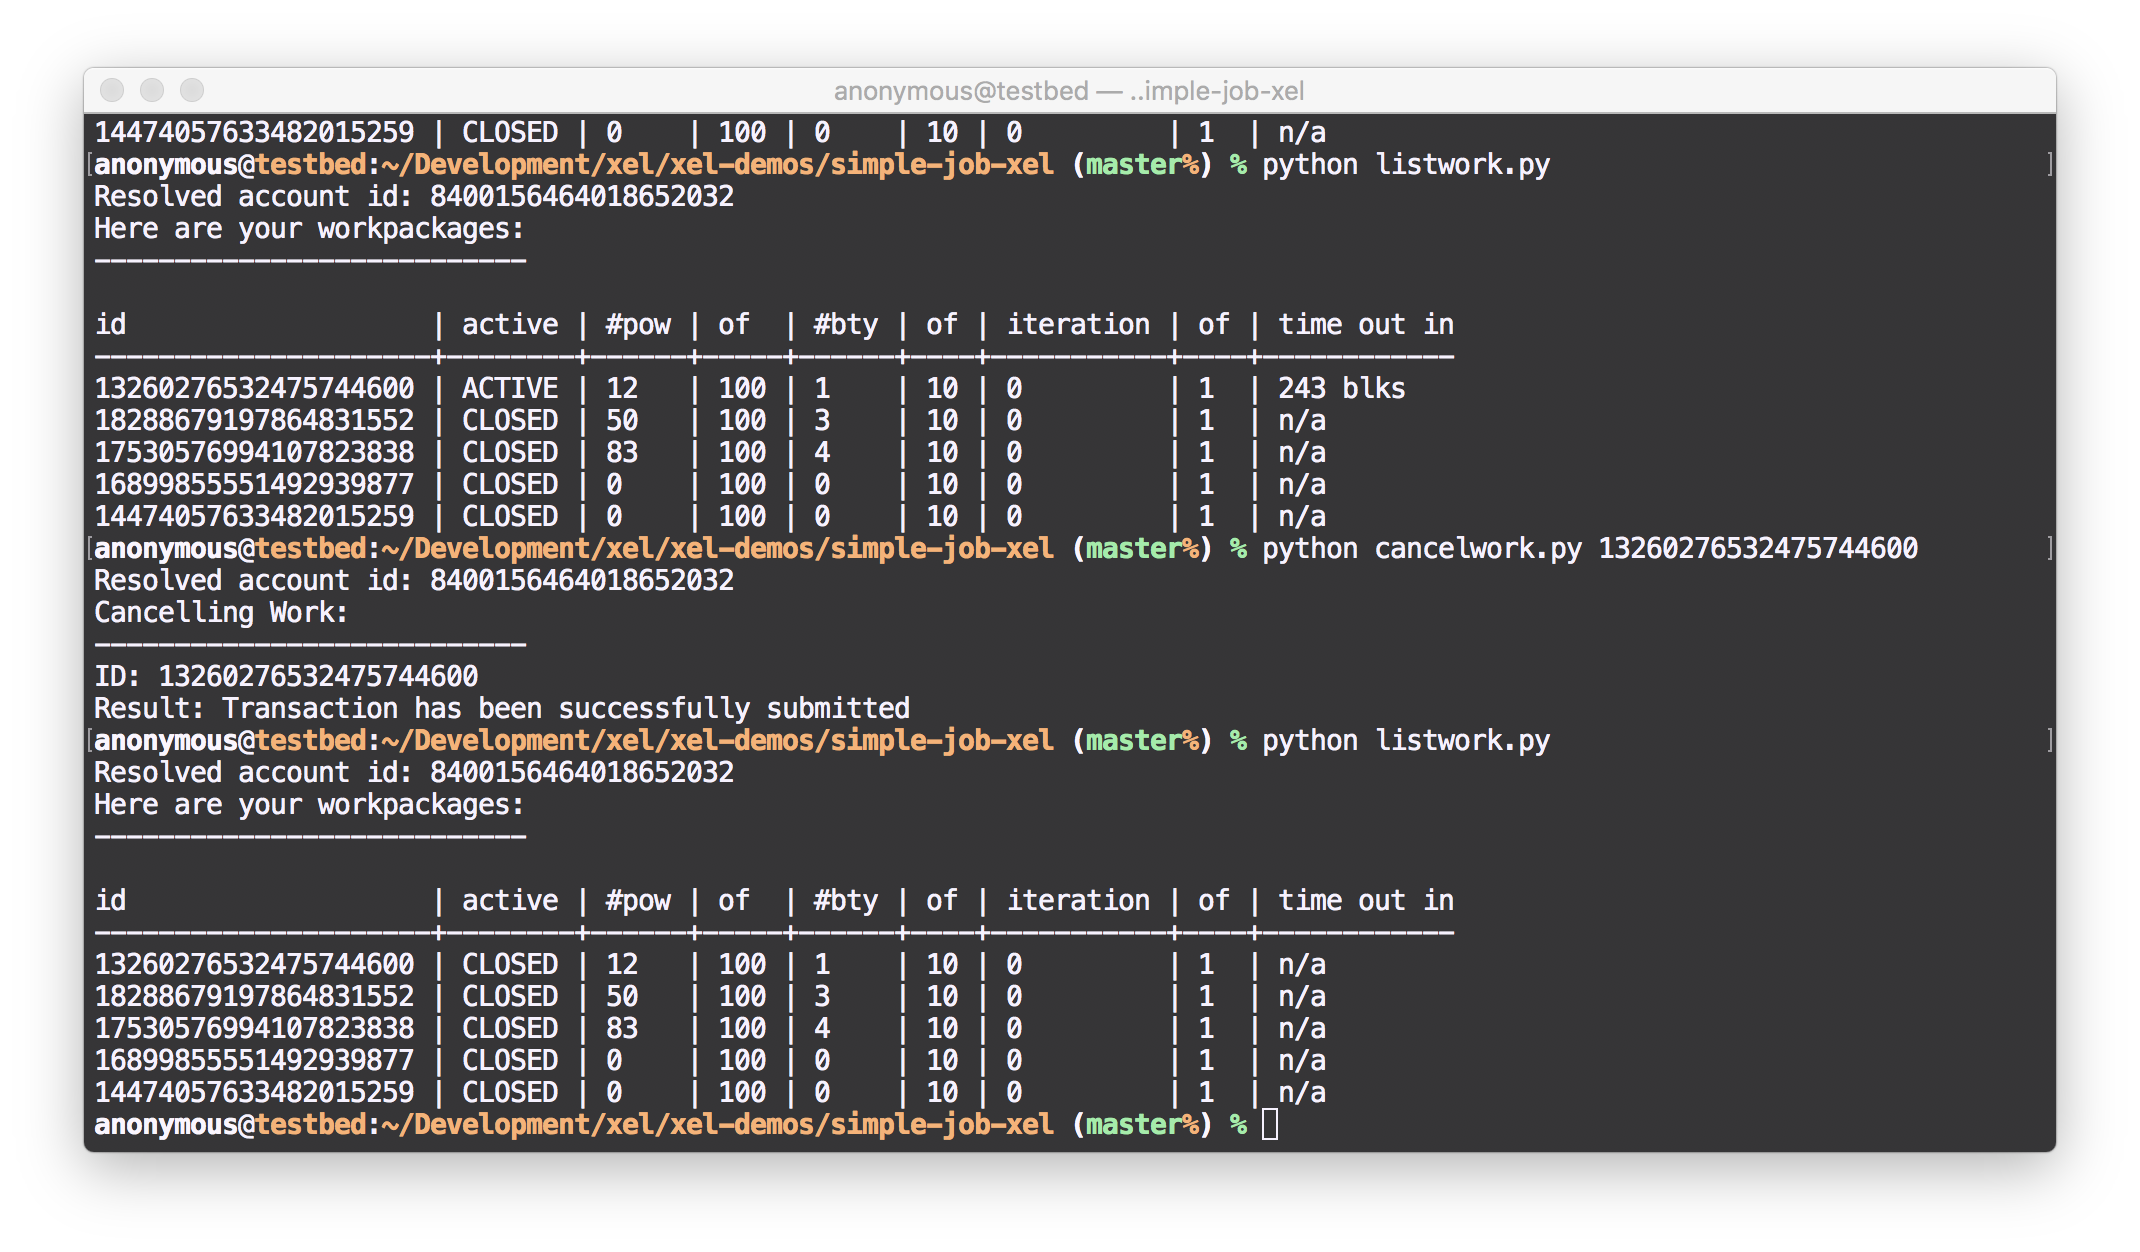 anonymous@testbed — ..imple-job-xel
14474057633482015259 | CLOSED | 0    | 100 | 0    | 10 | 0         | 1  | n/a
[anonymous@testbed:~/Development/xel/xel-demos/simple-job-xel (master%) % python listwork.py ]
Resolved account id: 8400156464018652032
Here are your workpackages:
---------------------------
id                   | active | #pow | of  | #bty | of | iteration | of | time out in
---------------------+--------+------+-----+------+----+-----------+----+------------
13260276532475744600 | ACTIVE | 12   | 100 | 1    | 10 | 0         | 1  | 243 blks
18288679197864831552 | CLOSED | 50   | 100 | 3    | 10 | 0         | 1  | n/a
17530576994107823838 | CLOSED | 83   | 100 | 4    | 10 | 0         | 1  | n/a
16899855551492939877 | CLOSED | 0    | 100 | 0    | 10 | 0         | 1  | n/a
14474057633482015259 | CLOSED | 0    | 100 | 0    | 10 | 0         | 1  | n/a
[anonymous@testbed:~/Development/xel/xel-demos/simple-job-xel (master%) % python cancelwork.py 13260276532475744600 ]
Resolved account id: 8400156464018652032
Cancelling Work:
---------------------------
ID: 13260276532475744600
Result: Transaction has been successfully submitted
[anonymous@testbed:~/Development/xel/xel-demos/simple-job-xel (master%) % python listwork.py ]
Resolved account id: 8400156464018652032
Here are your workpackages:
---------------------------
id                   | active | #pow | of  | #bty | of | iteration | of | time out in
---------------------+--------+------+-----+------+----+-----------+----+------------
13260276532475744600 | CLOSED | 12   | 100 | 1    | 10 | 0         | 1  | n/a
18288679197864831552 | CLOSED | 50   | 100 | 3    | 10 | 0         | 1  | n/a
17530576994107823838 | CLOSED | 83   | 100 | 4    | 10 | 0         | 1  | n/a
16899855551492939877 | CLOSED | 0    | 100 | 0    | 10 | 0         | 1  | n/a
14474057633482015259 | CLOSED | 0    | 100 | 0    | 10 | 0         | 1  | n/a
anonymous@testbed:~/Development/xel/xel-demos/simple-job-xel (master%) %